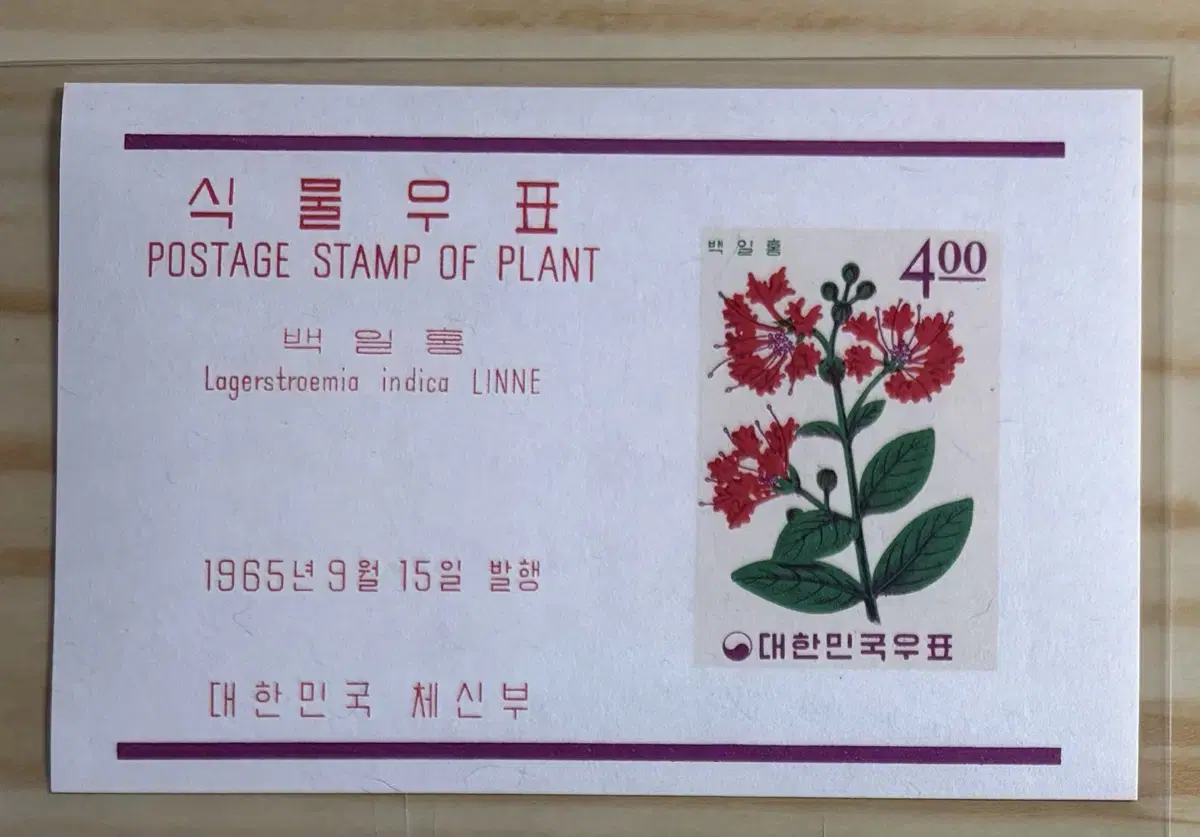 식물우표
POSTAGE STAMP OF PLANT
백일홍
Lagerstroemia indica LINNE
1965년 9월 15일 발행
대한민국 체신부
백일홍
4.00
대한민국우표